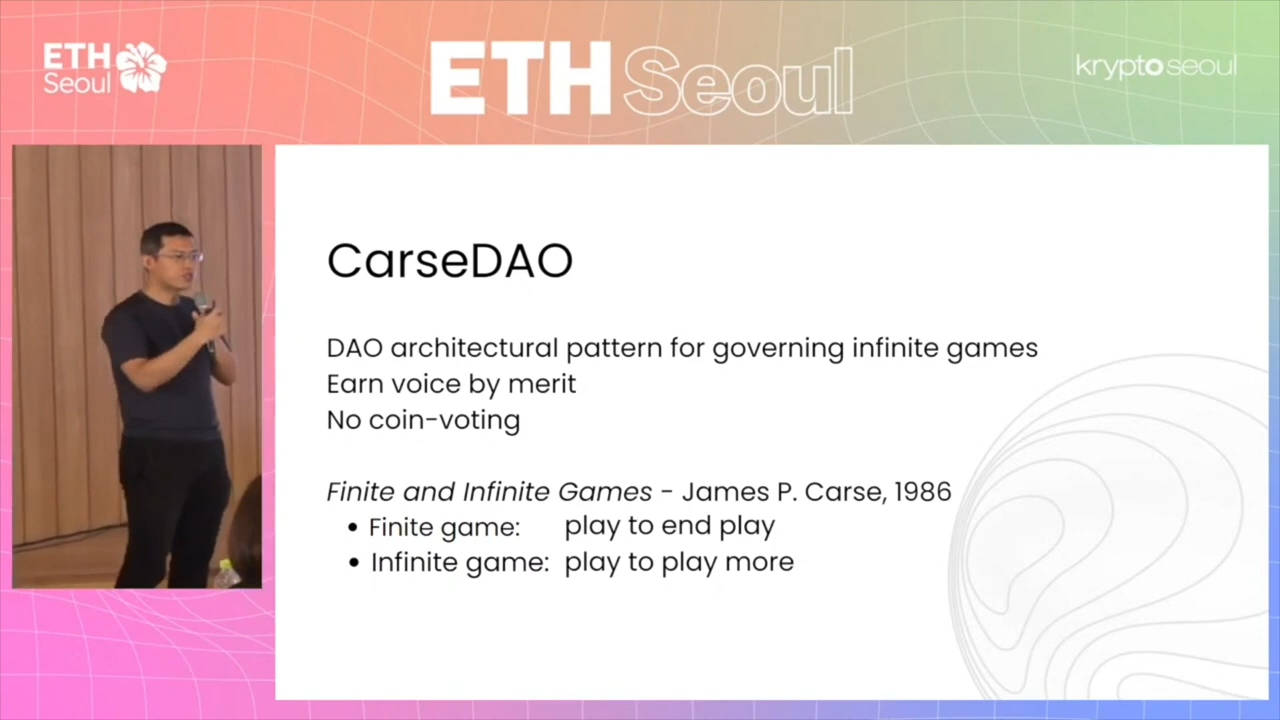 ETH
Seoul
ETH Seoul
kryptoseoul
CarseDAO
DAO architectural pattern for governing infinite games
Earn voice by merit
No coin-voting
Finite and Infinite Games - James P. Carse, 1986
• Finite game: play to end play
• Infinite game: play to play more